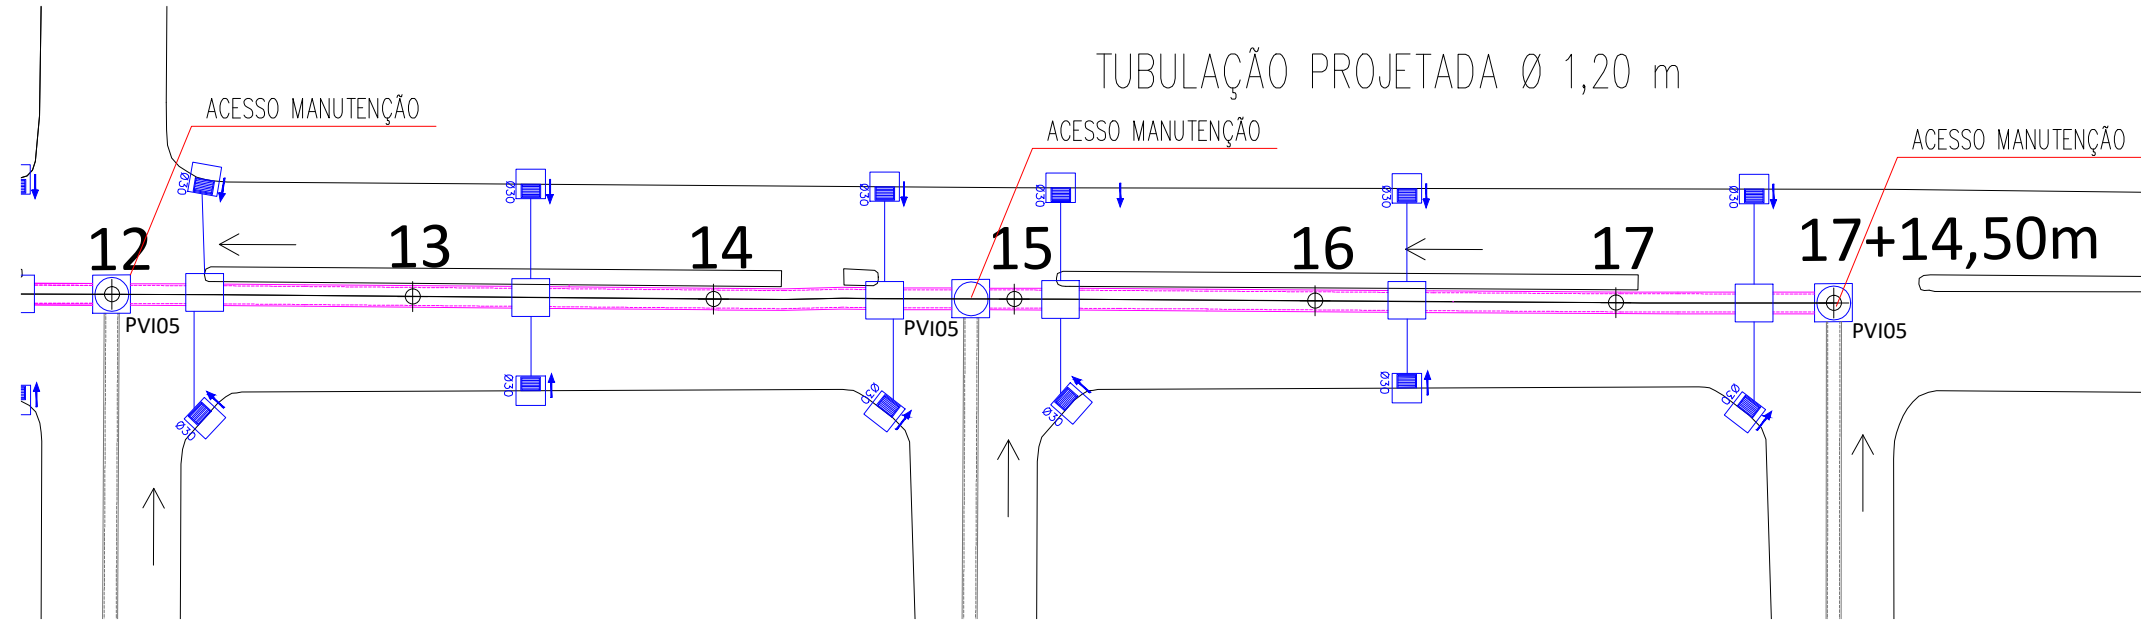 TUBULAÇÃO PROJETADA Ø 1,20 m
ACESSO MANUTENÇÃO
ACESSO MANUTENÇÃO
ACESSO MANUTENÇÃO
Ø30
Ø30
Ø30
Ø30
Ø30
Ø30
12
13
14
15
16
17
17+14,50m
PVI05
PVI05
PVI05
Ø30
Ø30
Ø30
Ø30
Ø30
Ø30